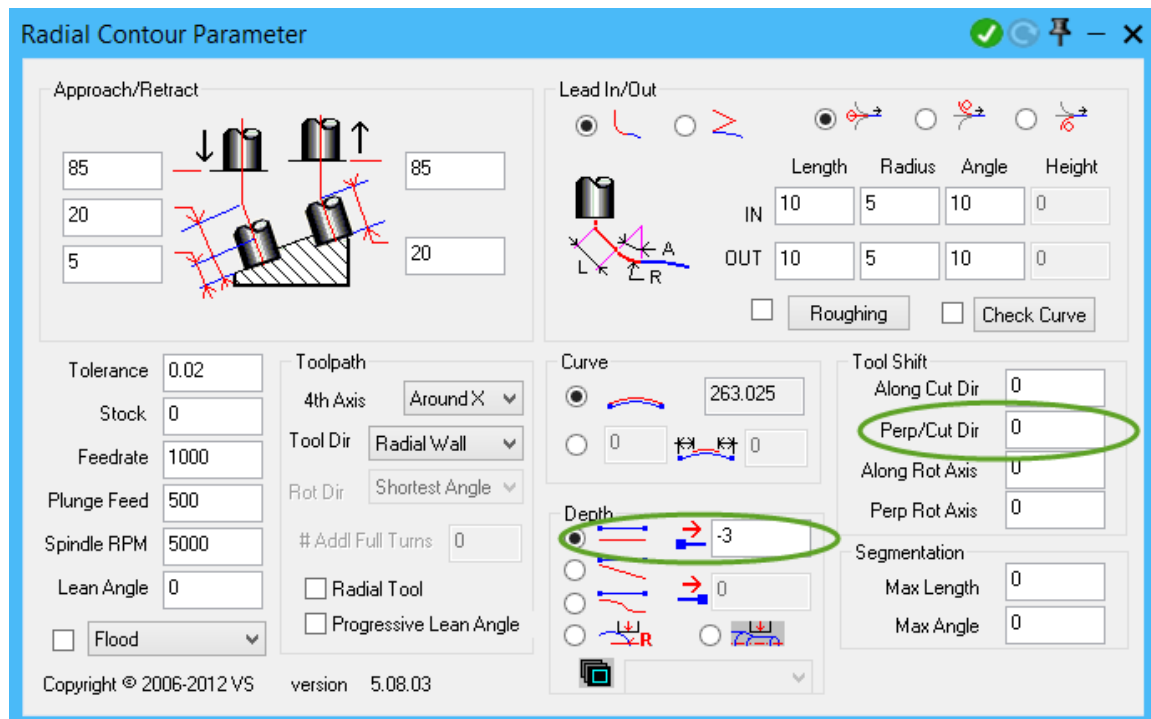 Radial Contour Parameter
Approach/Retract
85
85
20
5
20
Lead In/Out
Length Radius Angle Height
IN 10 5 10 0
L A R
OUT 10 5 10 0
Roughing Check Curve
Tolerance 0.02
Stock 0
Feedrate 1000
Plunge Feed 500
Spindle RPM 5000
Lean Angle 0
Flood
Toolpath
4th Axis Around X
Tool Dir Radial Wall
Rot Dir Shortest Angle
# Addl Full Turns 0
Radial Tool
Progressive Lean Angle
Curve
263.025
0 0
Depth
-3
0
R
Tool Shift
Along Cut Dir 0
Perp/Cut Dir 0
Along Rot Axis 0
Perp Rot Axis 0
Segmentation
Max Length 0
Max Angle 0
Copyright © 2006-2012 VS version 5.08.03